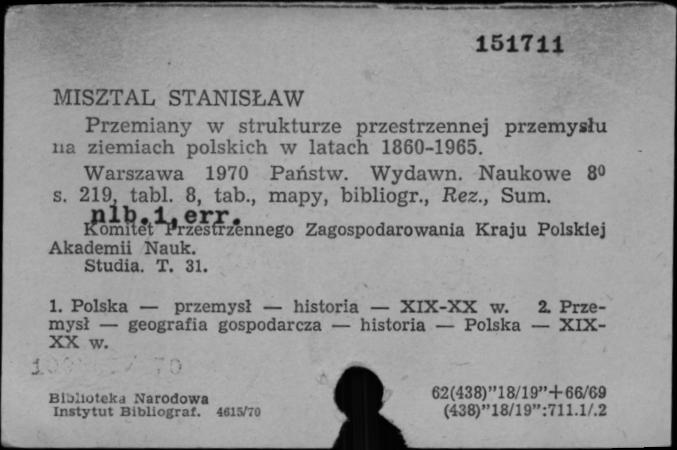 151711
MISZTAL STANISŁAW
Przemiany w strukturze przestrzennej przemysłu
na ziemiach polskich w latach 1860-1965.
Warszawa 1970 Państw. Wydawn. Naukowe 8⁰
s. 219, tabl. 8, tab., mapy, bibliogr., Rez., Sum.
nlb.1,err.
Komitet Przestrzennego Zagospodarowania Kraju Polskiej
Akademii Nauk.
Studia. T. 31.
1. Polska — przemysł — historia — XIX-XX w. 2. Prze-
mysł — geografia gospodarcza — historia — Polska — XIX-
XX w.
70
Biblioteka Narodowa
Instytut Bibliograf. 4615/70
62(438)"18/19"+66/69
(438)"18/19":711.1/.2